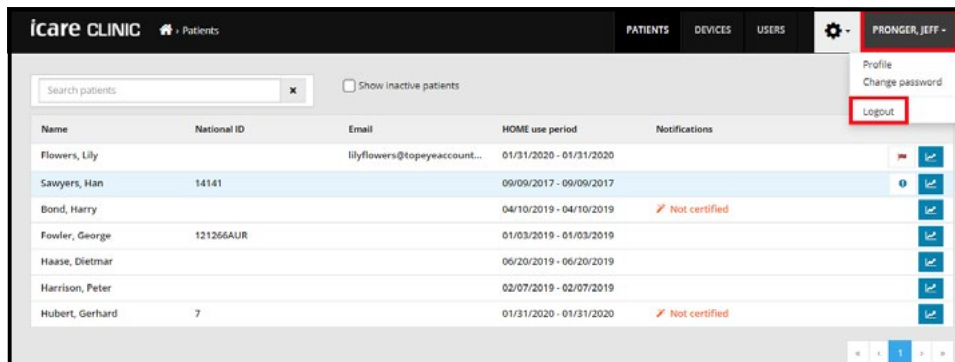 icare CLINIC › Patients PATIENTS DEVICES USERS PRONGER, JEFF
Profile
Change password
Logout
Search patients × Show inactive patients
Name National ID Email HOME use period Notifications
Flowers, Lily lilyflowers@topeyeaccount... 01/31/2020 - 01/31/2020
Sawyers, Han 14141 09/09/2017 - 09/09/2017
Bond, Harry 04/10/2019 - 04/10/2019 Not certified
Fowler, George 121266AUR 01/03/2019 - 01/03/2019
Haase, Dietmar 06/20/2019 - 06/20/2019
Harrison, Peter 02/07/2019 - 02/07/2019
Hubert, Gerhard 7 01/31/2020 - 01/31/2020 Not certified
« ‹ 1 › »